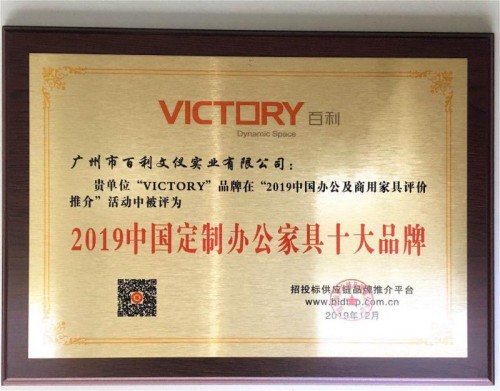 VICTORY 百利
Dynamic Space
广州市百利文仪实业有限公司：
贵单位“VICTORY”品牌在“2019中国办公及商用家具评价
推介”活动中被评为
2019中国定制办公家具十大品牌
招投标供应链品牌推介平台
www.bidtop.com.cn
2019年12月